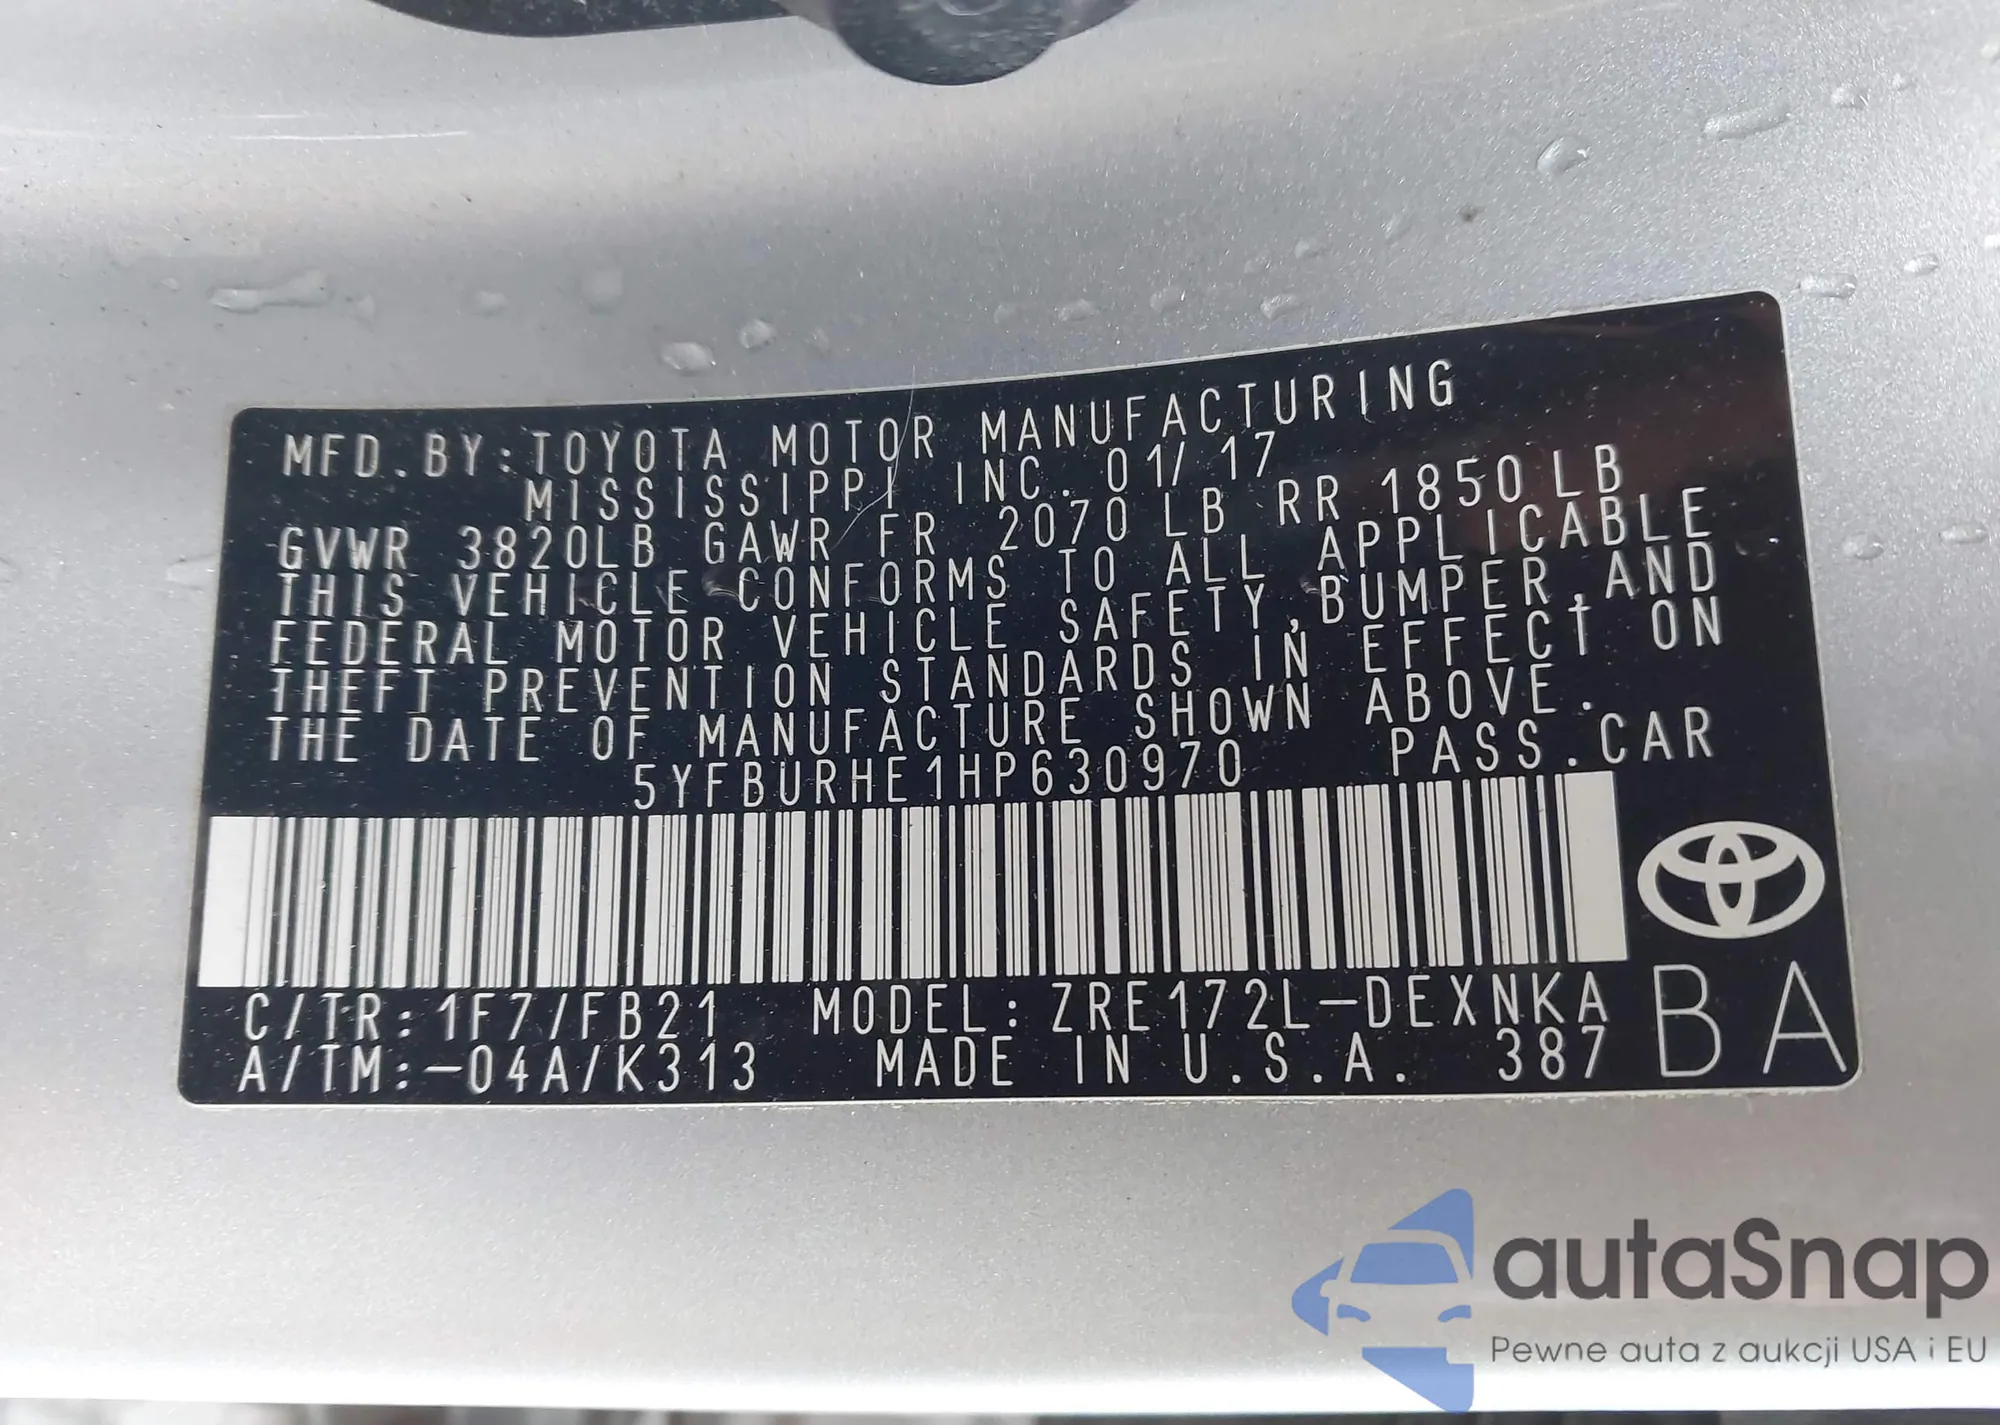 MFD.BY:TOYOTA MOTOR MANUFACTURING
MISSISSIPPI INC. 01/17
GVWR 3820LB GAWR FR 2070 LB RR 1850 LB
THIS VEHICLE CONFORMS TO ALL APPLICABLE
FEDERAL MOTOR VEHICLE SAFETY,BUMPER,AND
THEFT PREVENTION STANDARDS IN EFFECT ON
THE DATE OF MANUFACTURE SHOWN ABOVE.
5YFBURHE1HP630970 PASS.CAR
C/TR:1F7/FB21 MODEL:ZRE172L-DEXNKA
A/TM:-04A/K313 MADE IN U.S.A. 387
BA
autaSnap
Pewne auta z aukcji USA i EU